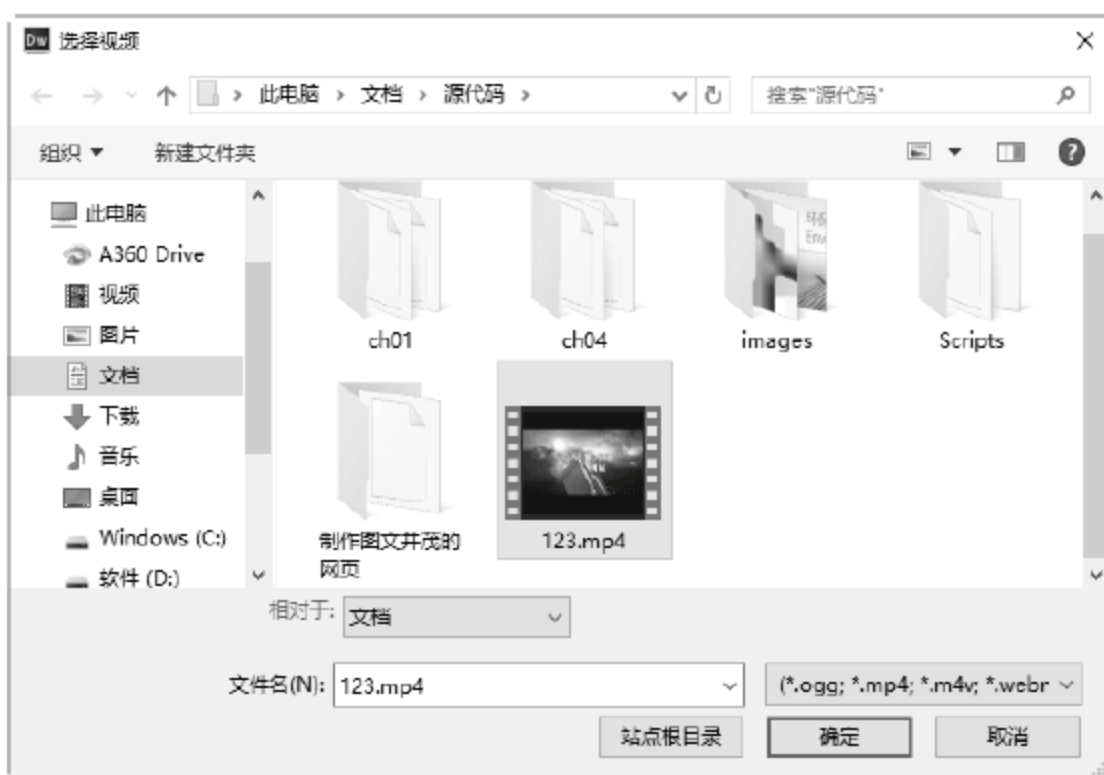 Dw 选择视频
此电脑 > 文档 > 源代码 >
搜索"源代码"
组织
新建文件夹
此电脑
A360 Drive
视频
图片
文档
下载
音乐
桌面
Windows (C:)
软件 (D:)
ch01
ch04
images
Scripts
制作图文并茂的
网页
123.mp4
相对于:
文档
文件名(N):
123.mp4
(*.ogg; *.mp4; *.m4v; *.webr
站点根目录
确定
取消